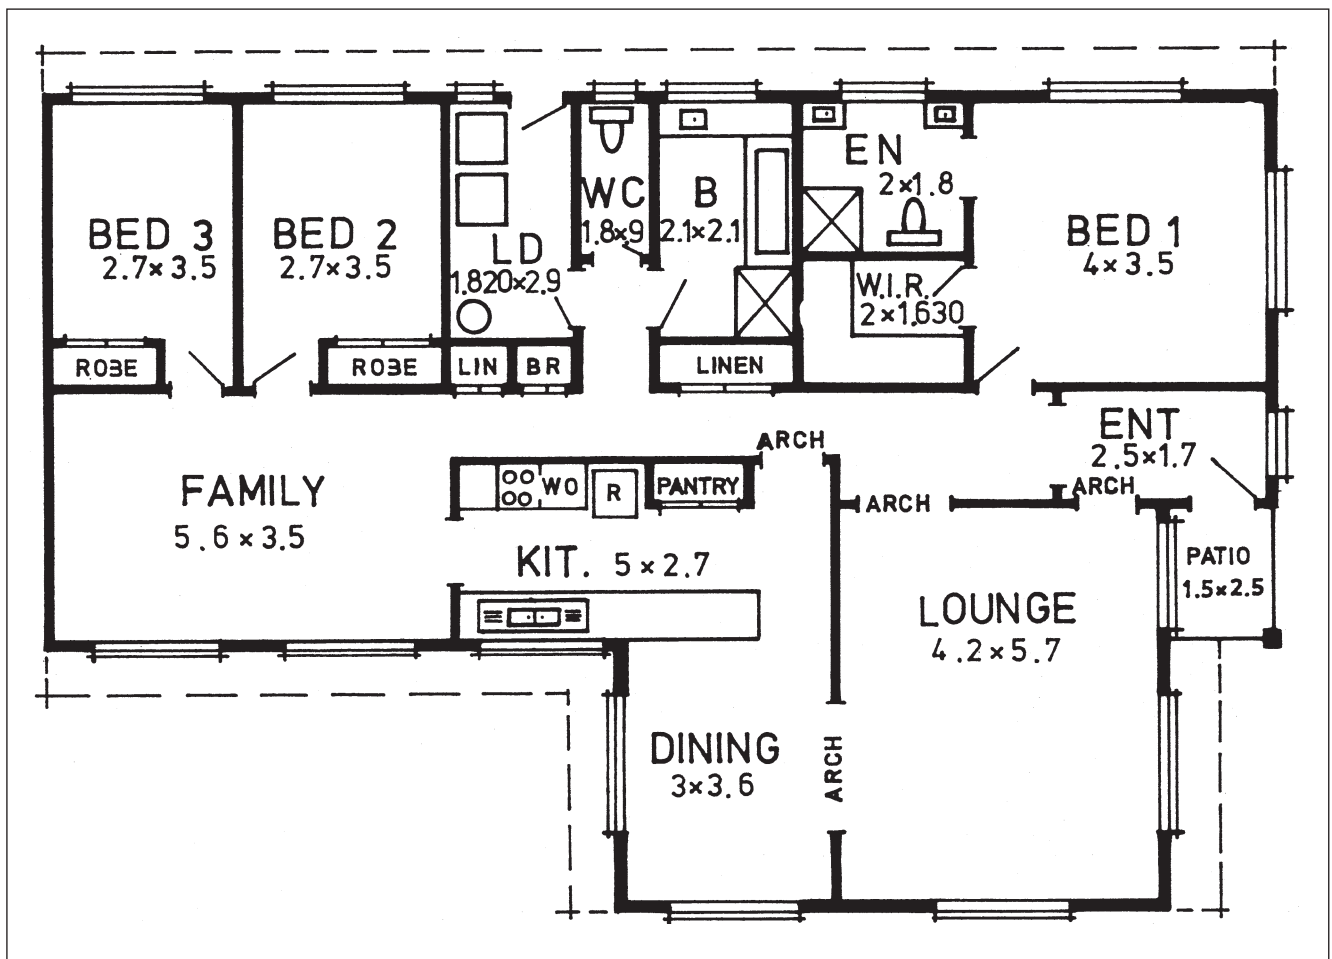 BED 3
2.7×3.5
BED 2
2.7×3.5
LD
1.820×2.9
WC
1.8×9
B
2.1×2.1
EN
2×1.8
W.I.R.
2×1,630
BED 1
4×3.5
ROBE
ROBE
LIN
BR
LINEN
FAMILY
5.6×3.5
ARCH
ENT
2.5×1.7
ARCH
ARCH
WO
R
PANTRY
KIT. 5×2.7
PATIO
1.5×2.5
LOUNGE
4.2×5.7
DINING
3×3.6
ARCH